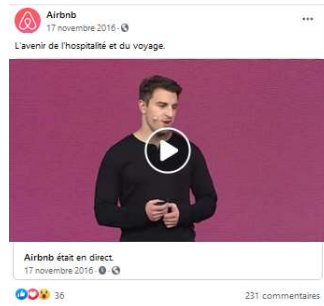 Airbnb
17 novembre 2016 ·
L'avenir de l'hospitalité et du voyage.
Airbnb était en direct.
17 novembre 2016 ·
36
231 commentaires